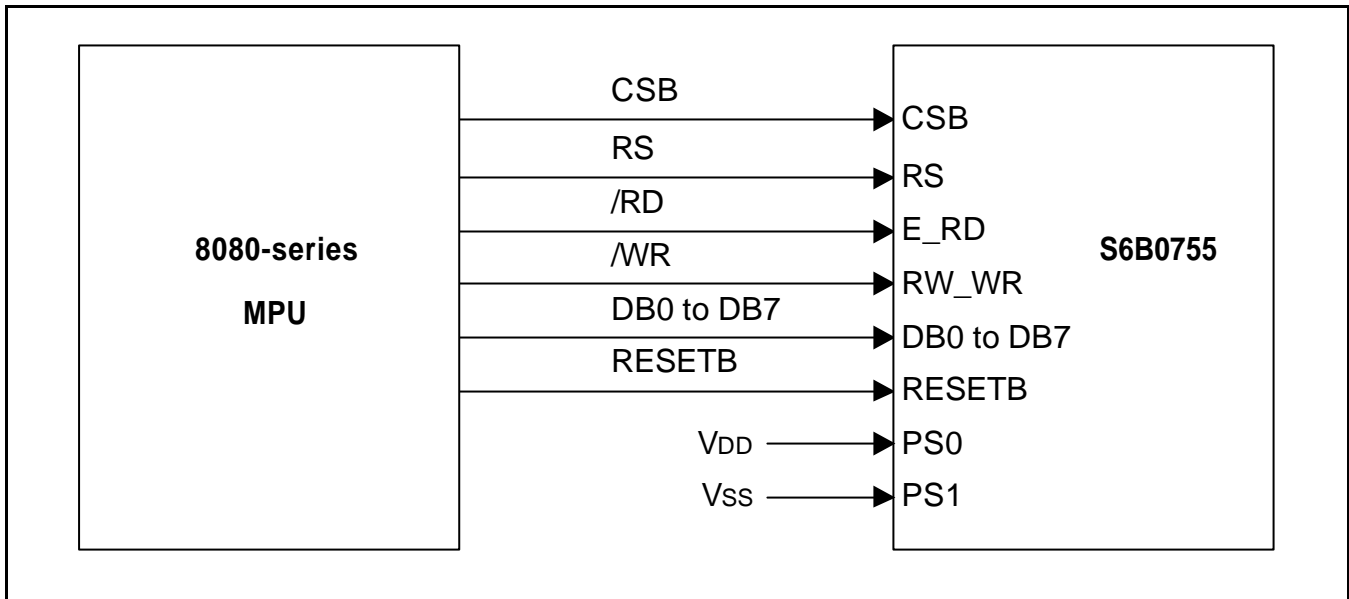 CSB
CSB
RS
RS
/RD
E_RD
8080-series
MPU
S6B0755
/WR
RW_WR
DB0 to DB7
DB0 to DB7
RESETB
RESETB
VDD
PS0
VSS
PS1